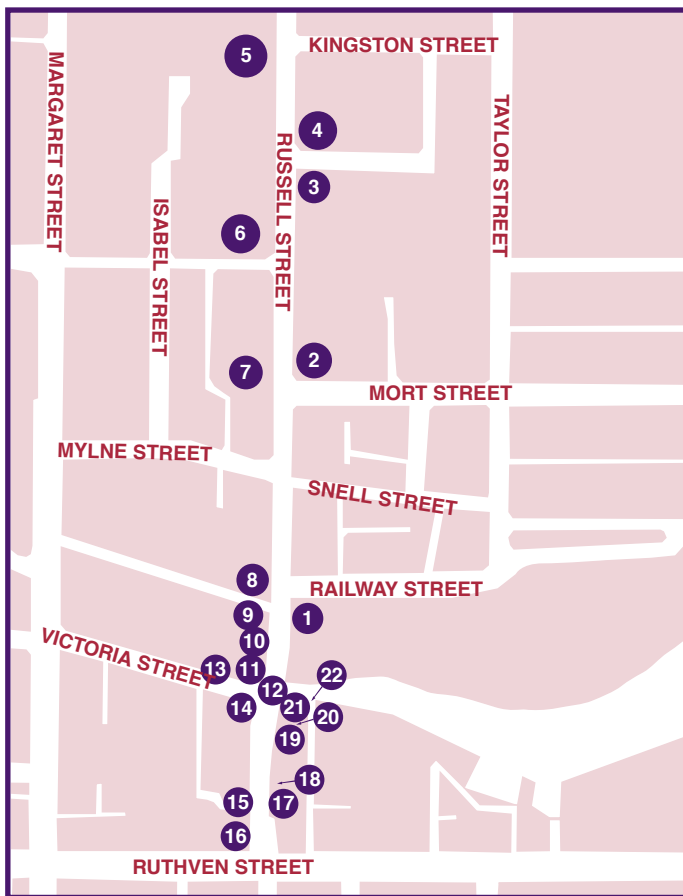 KINGSTON STREET
5
MARGARET STREET
TAYLOR STREET
4
RUSSELL STREET
3
ISABEL STREET
6
2
7
MORT STREET
MYLNE STREET
SNELL STREET
8
RAILWAY STREET
9
1
10
VICTORIA STREET
13
11
22
12
14
21
20
19
18
15
17
16
RUTHVEN STREET